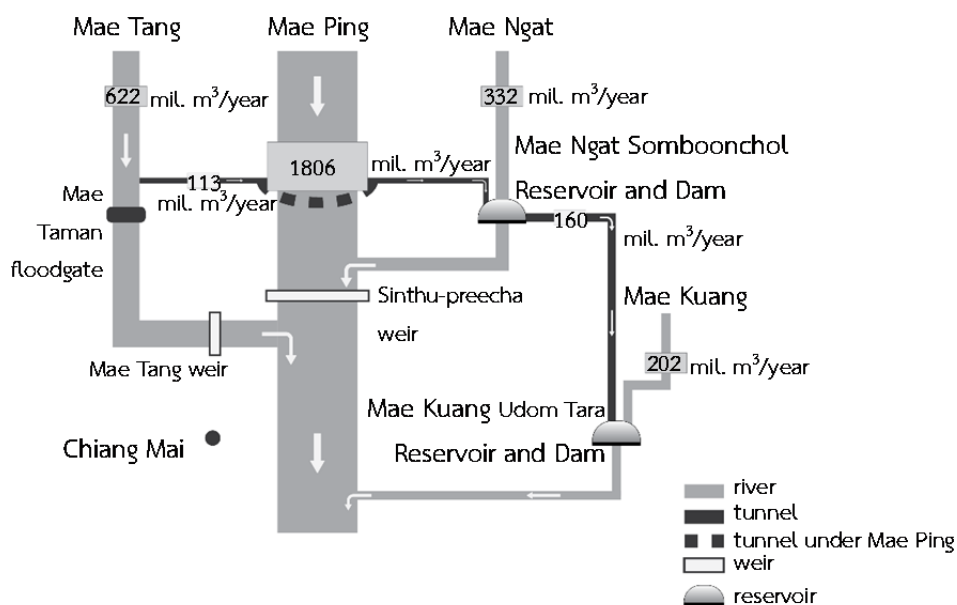 Mae Tang
Mae Ping
Mae Ngat
622 mil. m³/year
332 mil. m³/year
1806 mil. m³/year
Mae Ngat Somboonchol
Reservoir and Dam
113
mil. m³/year
Mae
Taman
floodgate
160
mil. m³/year
Sinthu-preecha
weir
Mae Kuang
202 mil. m³/year
Mae Tang weir
Mae Kuang Udom Tara
Reservoir and Dam
Chiang Mai
river
tunnel
tunnel under Mae Ping
weir
reservoir